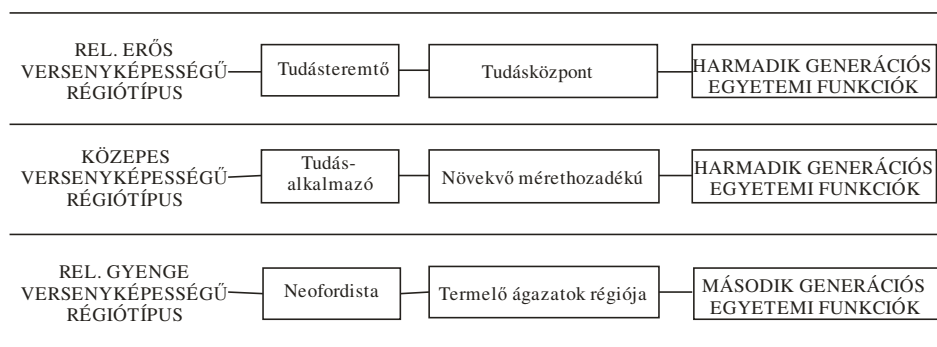 REL. ERŐS
VERSENYKÉPESSÉGŰ
RÉGIÓTÍPUS
Tudásteremtő
Tudásközpont
HARMADIK GENERÁCIÓS
EGYETEMI FUNKCIÓK
KÖZEPES
VERSENYKÉPESSÉGŰ
RÉGIÓTÍPUS
Tudás-
alkalmazó
Növekvő mérethozadékú
HARMADIK GENERÁCIÓS
EGYETEMI FUNKCIÓK
REL. GYENGE
VERSENYKÉPESSÉGŰ
RÉGIÓTÍPUS
Neofordista
Termelő ágazatok régiója
MÁSODIK GENERÁCIÓS
EGYETEMI FUNKCIÓK